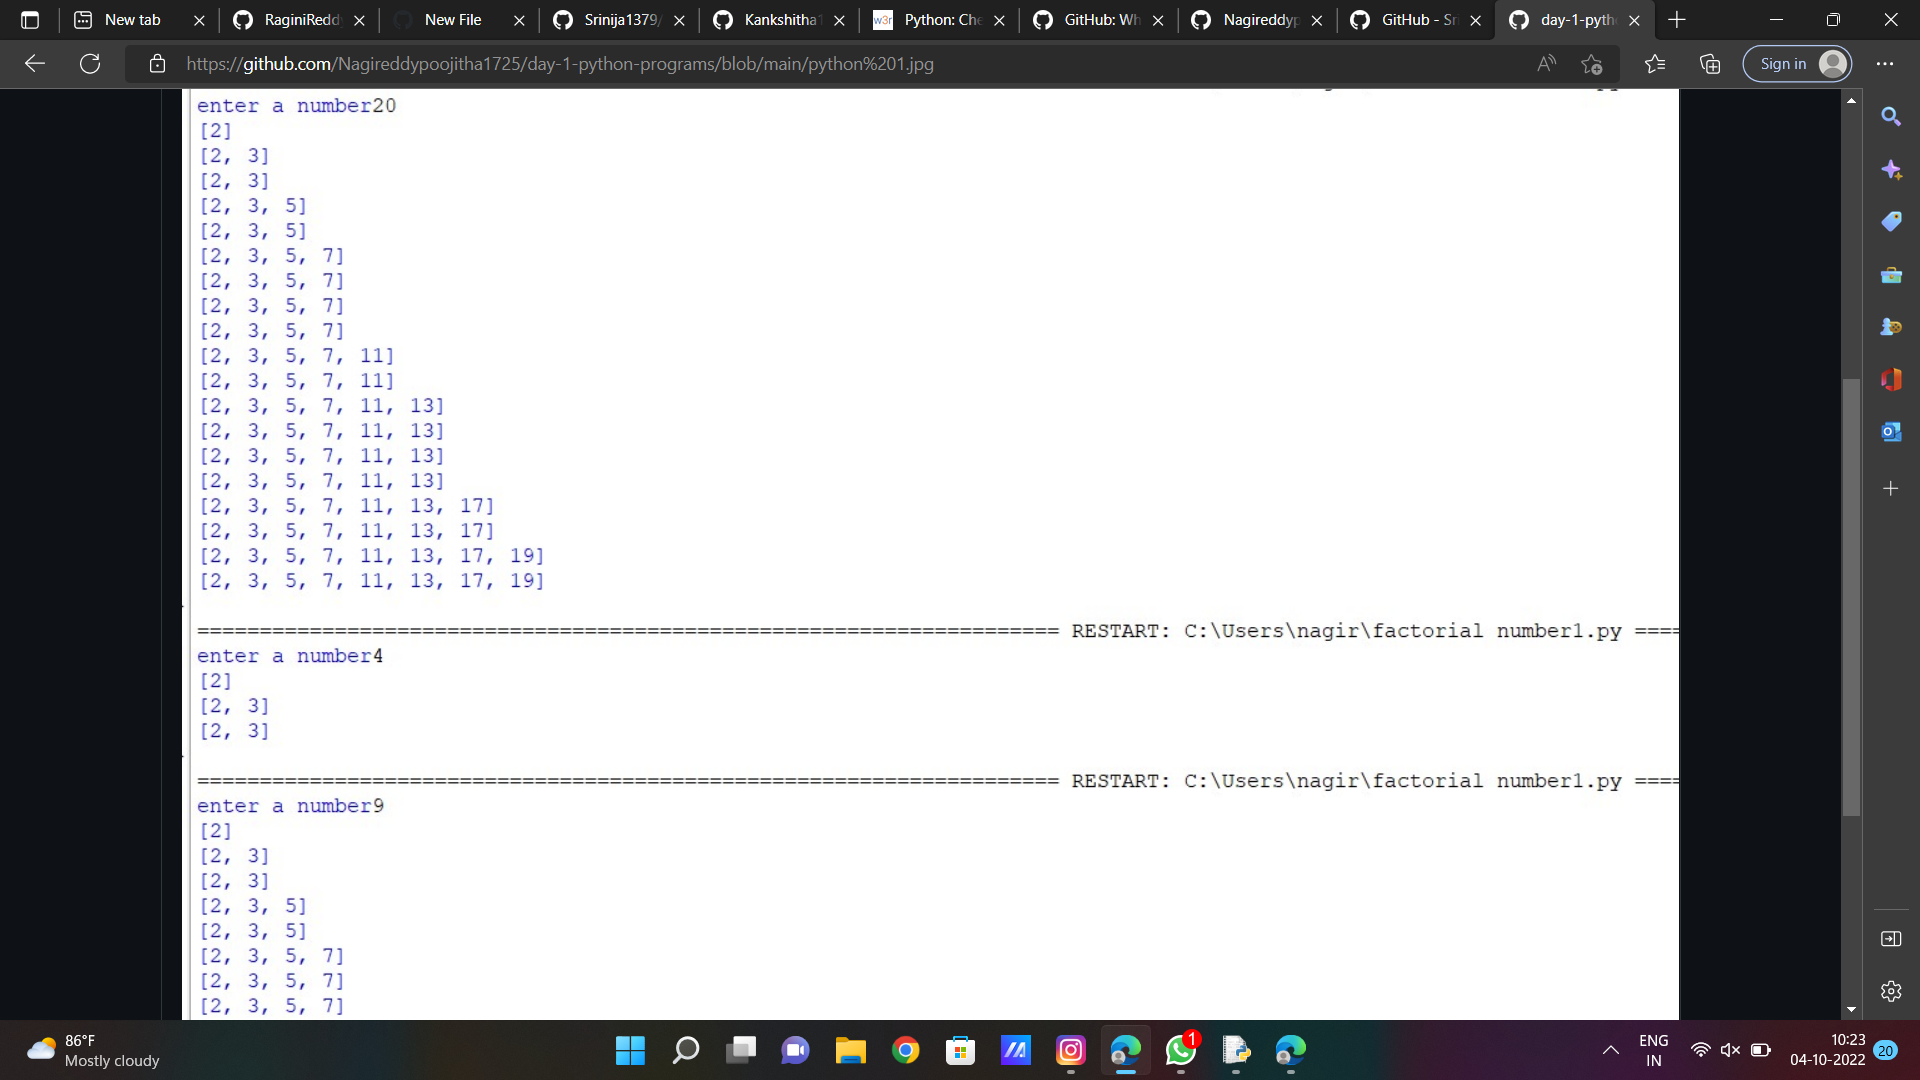 New tab
RaginiReddy
New File
Srinija1379/
Kankshitha1
w3r Python: Che
GitHub: Wh
Nagireddyp
GitHub - Sri
day-1-pytho
https://github.com/Nagireddypoojitha1725/day-1-python-programs/blob/main/python%201.jpg
Sign in
enter a number20
[2]
[2, 3]
[2, 3]
[2, 3, 5]
[2, 3, 5]
[2, 3, 5, 7]
[2, 3, 5, 7]
[2, 3, 5, 7]
[2, 3, 5, 7]
[2, 3, 5, 7, 11]
[2, 3, 5, 7, 11]
[2, 3, 5, 7, 11, 13]
[2, 3, 5, 7, 11, 13]
[2, 3, 5, 7, 11, 13]
[2, 3, 5, 7, 11, 13]
[2, 3, 5, 7, 11, 13, 17]
[2, 3, 5, 7, 11, 13, 17]
[2, 3, 5, 7, 11, 13, 17, 19]
[2, 3, 5, 7, 11, 13, 17, 19]
===================================================================== RESTART: C:\Users\nagir\factorial number1.py ====
enter a number4
[2]
[2, 3]
[2, 3]
===================================================================== RESTART: C:\Users\nagir\factorial number1.py ====
enter a number9
[2]
[2, 3]
[2, 3]
[2, 3, 5]
[2, 3, 5]
[2, 3, 5, 7]
[2, 3, 5, 7]
[2, 3, 5, 7]
86°F
Mostly cloudy
1
ENG
IN
10:23
04-10-2022
20